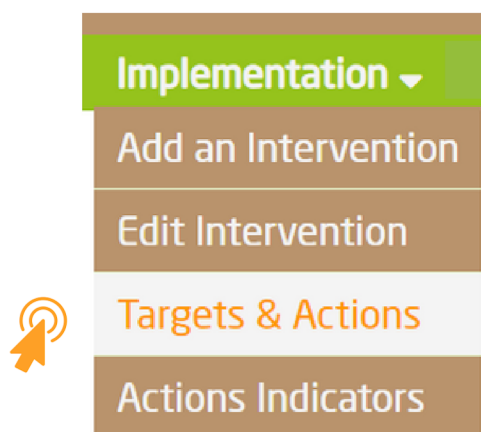 Implementation
Add an Intervention
Edit Intervention
Targets & Actions
Actions Indicators